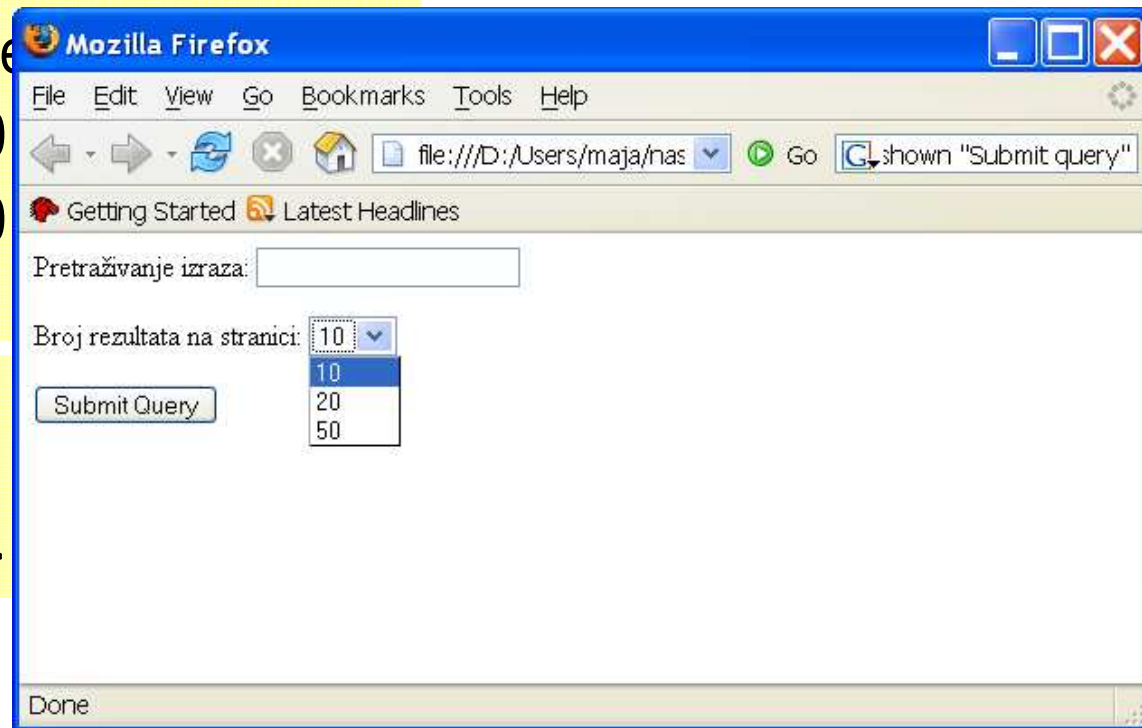 Mozilla Firefox
File Edit View Go Bookmarks Tools Help
file:///D:/Users/maja/nas Go shown "Submit query"
Getting Started Latest Headlines
Pretraživanje izraza:
Broj rezultata na stranici: 10
10
20
50
Submit Query
Done